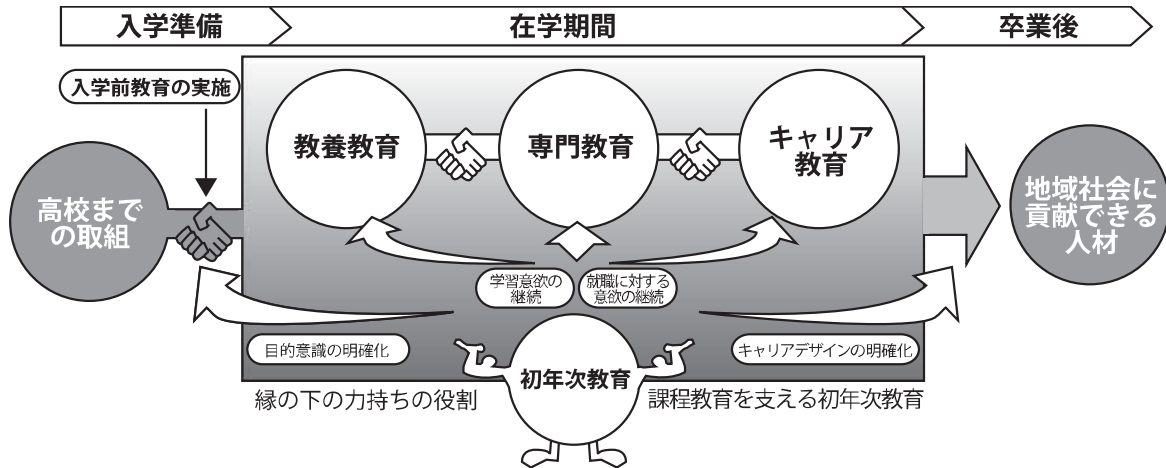 入学準備
在学期間
卒業後
入学前教育の実施
教養教育
専門教育
キャリア
教育
高校まで
の取組
地域社会に
貢献できる
人材
学習意欲の
継続
就職に対する
意欲の継続
目的意識の明確化
キャリアデザインの明確化
初年次教育
縁の下の力持ちの役割
課程教育を支える初年次教育